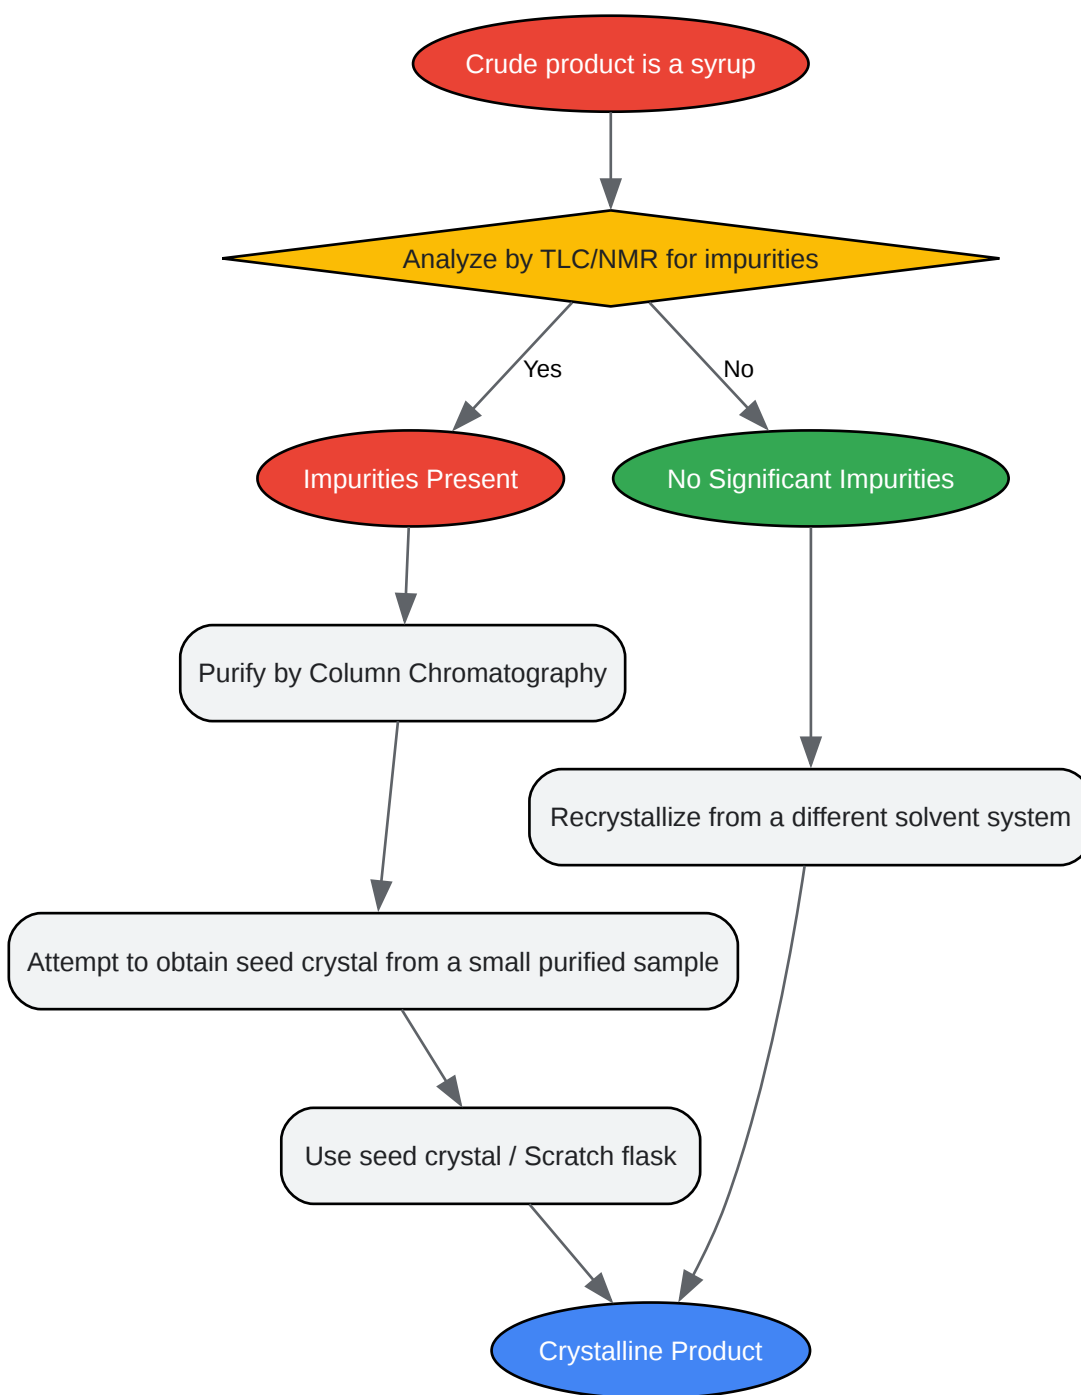 Crude product is a syrup
Analyze by TLC/NMR for impurities
Yes
No
Impurities Present
No Significant Impurities
Purify by Column Chromatography
Recrystallize from a different solvent system
Attempt to obtain seed crystal from a small purified sample
Use seed crystal / Scratch flask
Crystalline Product